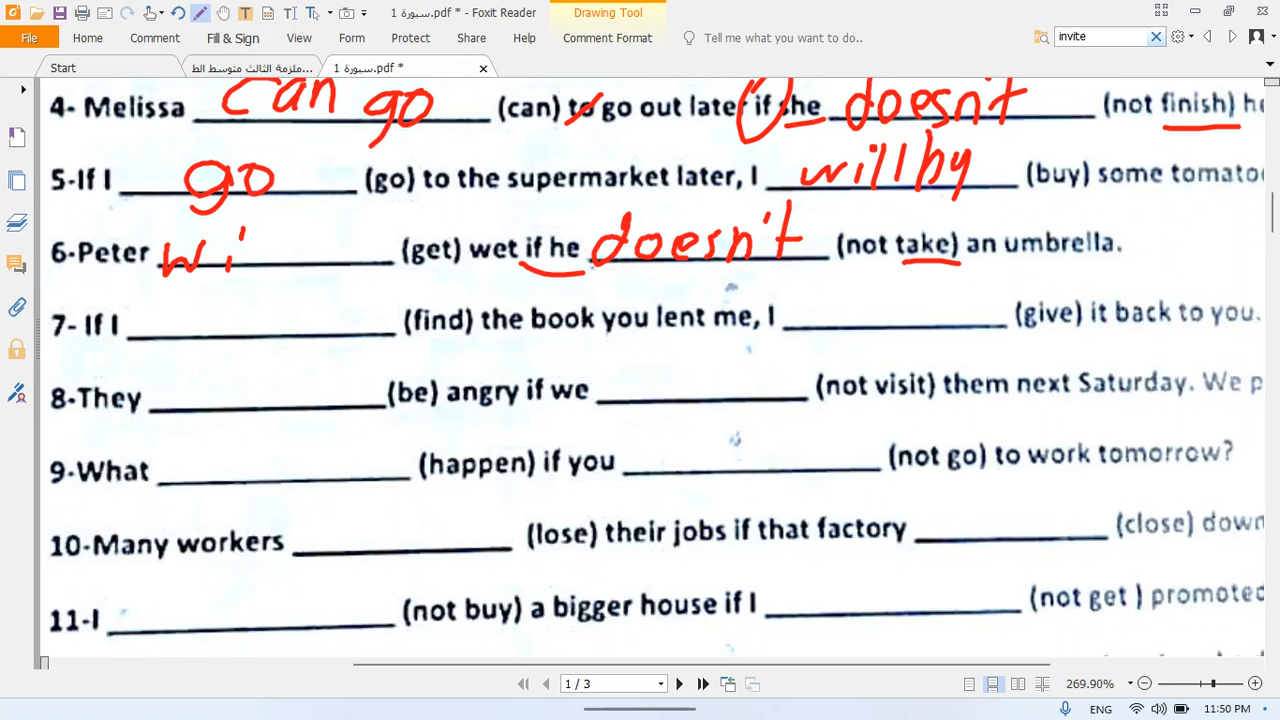 سبورة 1.pdf * - Foxit Reader
Drawing Tool
File Home Comment Fill & Sign View Form Protect Share Help Comment Format Tell me what you want to do.. invite
Start ملزمة الثالث متوسط الط... سبورة 1.pdf *
4- Melissa can go (can) to go out later if she doesn't (not finish) he
5-If I go (go) to the supermarket later, I will by (buy) some tomato
6-Peter wi (get) wet if he doesn't (not take) an umbrella.
7- If I (find) the book you lent me, I (give) it back to you.
8-They (be) angry if we (not visit) them next Saturday. We p
9-What (happen) if you (not go) to work tomorrow?
10-Many workers (lose) their jobs if that factory (close) down
11-I (not buy) a bigger house if I (not get ) promoted
1 / 3 269.90%
ENG 11:50 PM